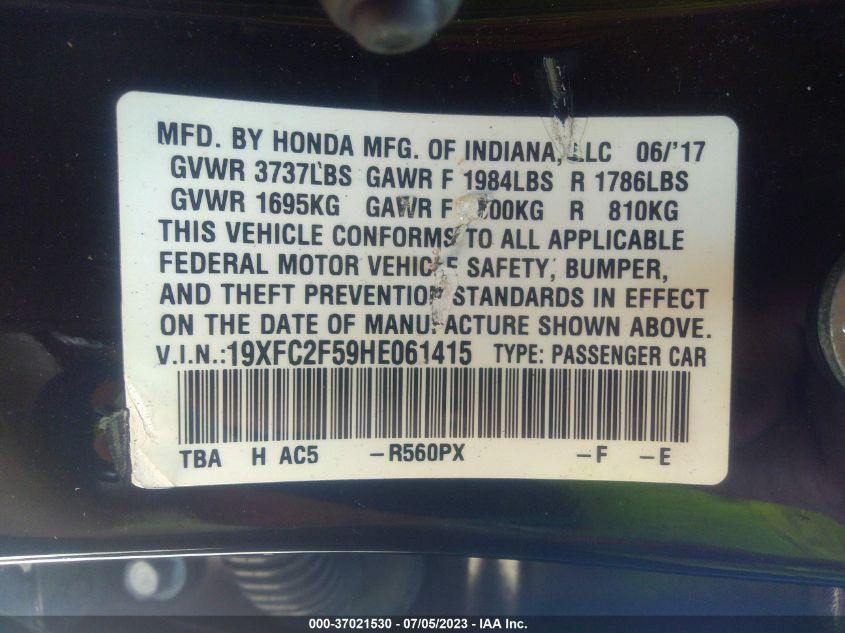 MFD. BY HONDA MFG. OF INDIANA, LLC 06/'17
GVWR 3737LBS GAWR F 1984LBS R 1786LBS
GVWR 1695KG GAWR F 900KG R 810KG
THIS VEHICLE CONFORMS TO ALL APPLICABLE
FEDERAL MOTOR VEHICLE SAFETY, BUMPER,
AND THEFT PREVENTION STANDARDS IN EFFECT
ON THE DATE OF MANUFACTURE SHOWN ABOVE.
V.I.N.:19XFC2F59HE061415 TYPE: PASSENGER CAR
TBA H AC5 –R560PX –F –E
000-37021530 - 07/05/2023 - IAA Inc.